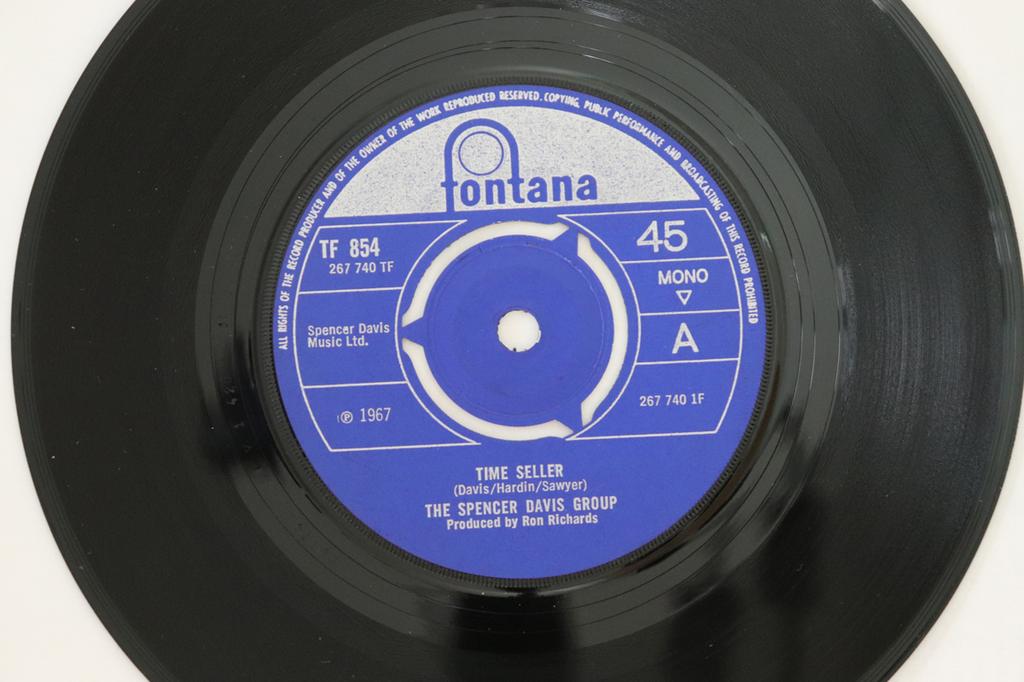 ALL RIGHTS OF THE RECORD PRODUCER AND OF THE OWNER OF THE WORK REPRODUCED RESERVED. COPYING, PUBLIC PERFORMANCE AND BROADCASTING OF THIS RECORD PROHIBITED
fontana
TF 854
267 740 TF
Spencer Davis
Music Ltd.
℗ 1967
45
MONO
▽
A
267 740 1F
TIME SELLER
(Davis/Hardin/Sawyer)
THE SPENCER DAVIS GROUP
Produced by Ron Richards